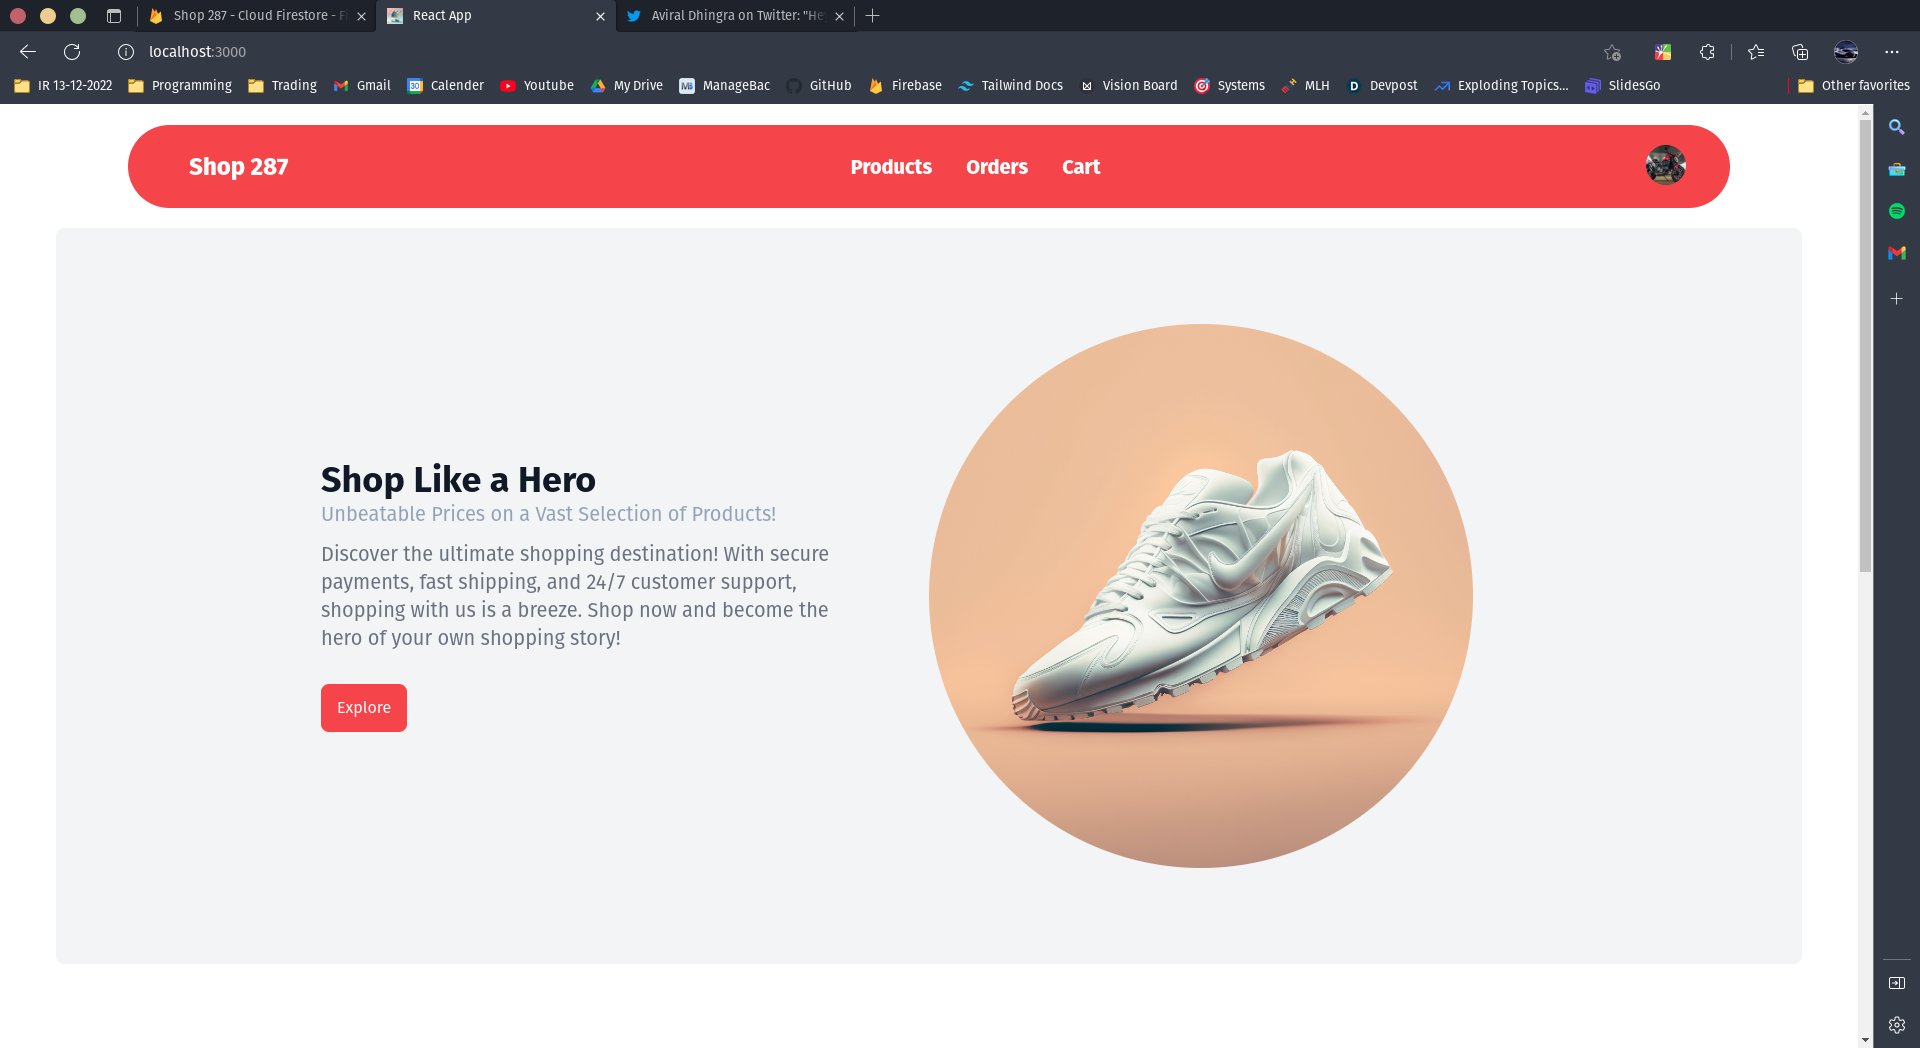 Shop 287 - Cloud Firestore - Fi
React App
Aviral Dhingra on Twitter: "Hey
localhost:3000
IR 13-12-2022
Programming
Trading
Gmail
Calender
Youtube
My Drive
ManageBac
GitHub
Firebase
Tailwind Docs
Vision Board
Systems
MLH
Devpost
Exploding Topics...
SlidesGo
Other favorites
Shop 287
Products
Orders
Cart
Shop Like a Hero
Unbeatable Prices on a Vast Selection of Products!
Discover the ultimate shopping destination! With secure
payments, fast shipping, and 24/7 customer support,
shopping with us is a breeze. Shop now and become the
hero of your own shopping story!
Explore